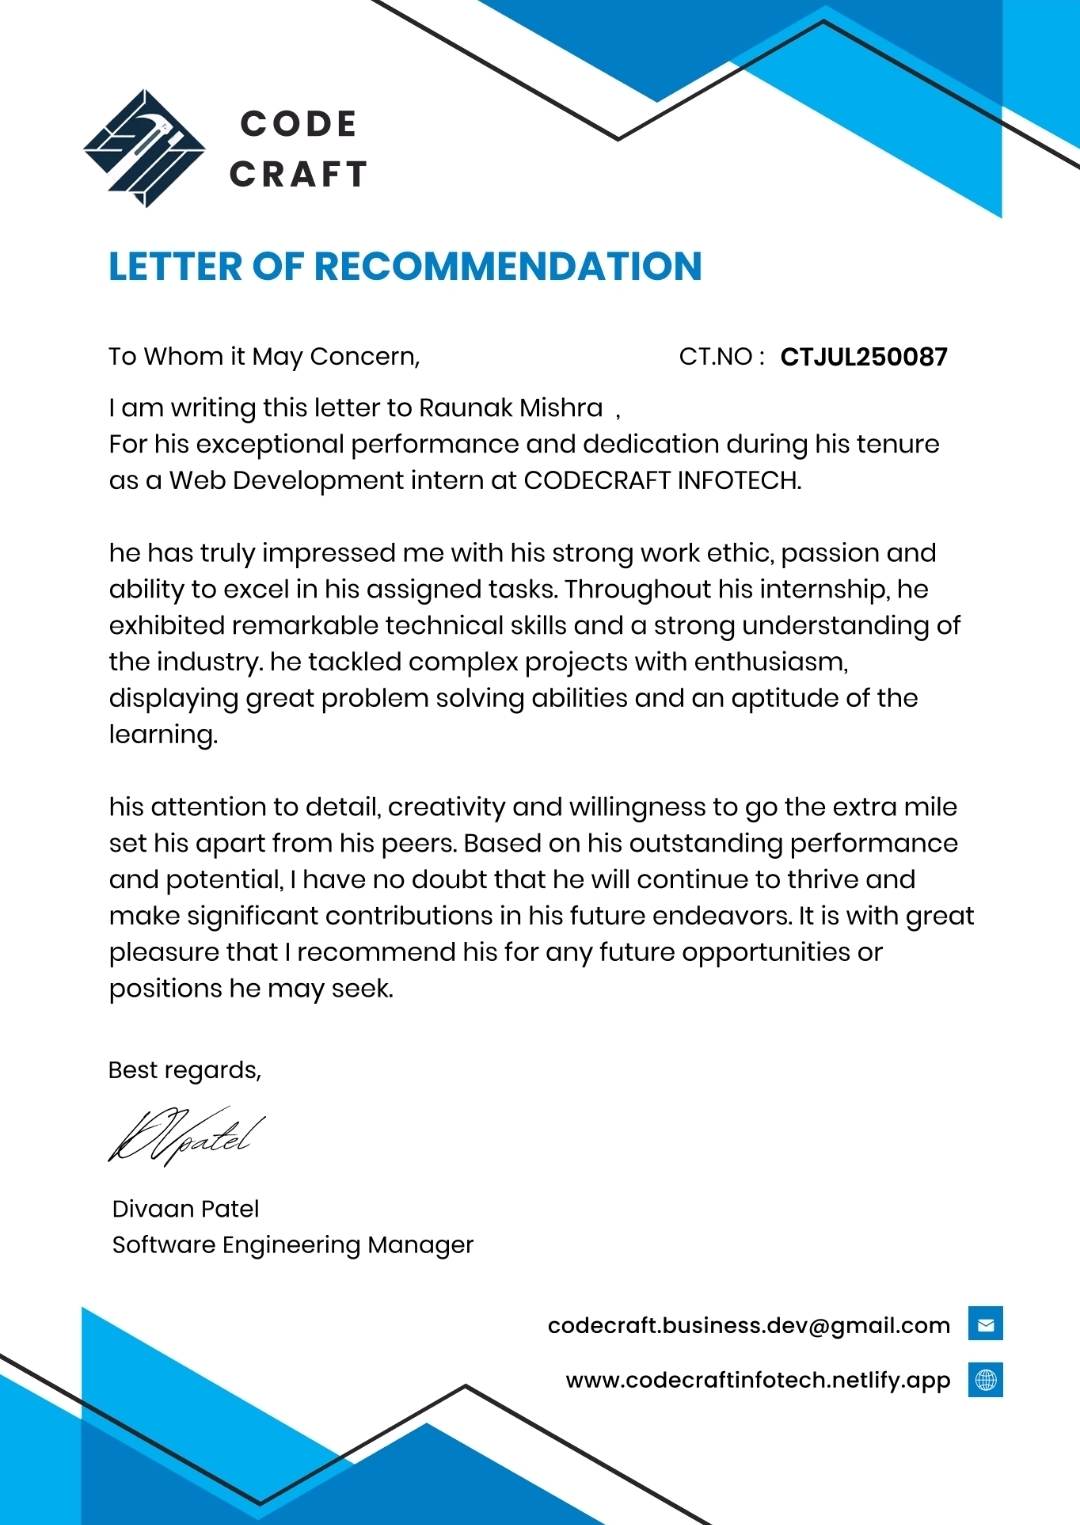 CODE
CRAFT
LETTER OF RECOMMENDATION
To Whom it May Concern, CT.NO : CTJUL250087
I am writing this letter to Raunak Mishra ,
For his exceptional performance and dedication during his tenure
as a Web Development intern at CODECRAFT INFOTECH.
he has truly impressed me with his strong work ethic, passion and
ability to excel in his assigned tasks. Throughout his internship, he
exhibited remarkable technical skills and a strong understanding of
the industry. he tackled complex projects with enthusiasm,
displaying great problem solving abilities and an aptitude of the
learning.
his attention to detail, creativity and willingness to go the extra mile
set his apart from his peers. Based on his outstanding performance
and potential, I have no doubt that he will continue to thrive and
make significant contributions in his future endeavors. It is with great
pleasure that I recommend his for any future opportunities or
positions he may seek.
Best regards,
DVpatel
Divaan Patel
Software Engineering Manager
codecraft.business.dev@gmail.com
www.codecraftinfotech.netlify.app